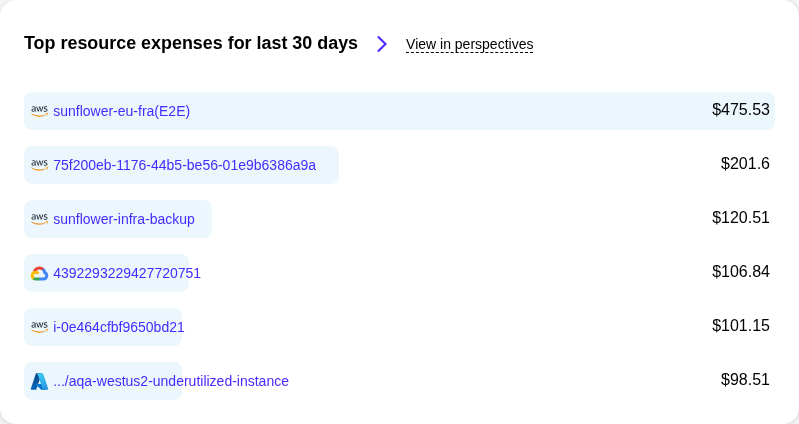 Top resource expenses for last 30 days View in perspectives
aws sunflower-eu-fra(E2E) $475.53
aws 75f200eb-1176-44b5-be56-01e9b6386a9a $201.6
aws sunflower-infra-backup $120.51
4392293229427720751 $106.84
aws i-0e464cfbf9650bd21 $101.15
.../aqa-westus2-underutilized-instance $98.51